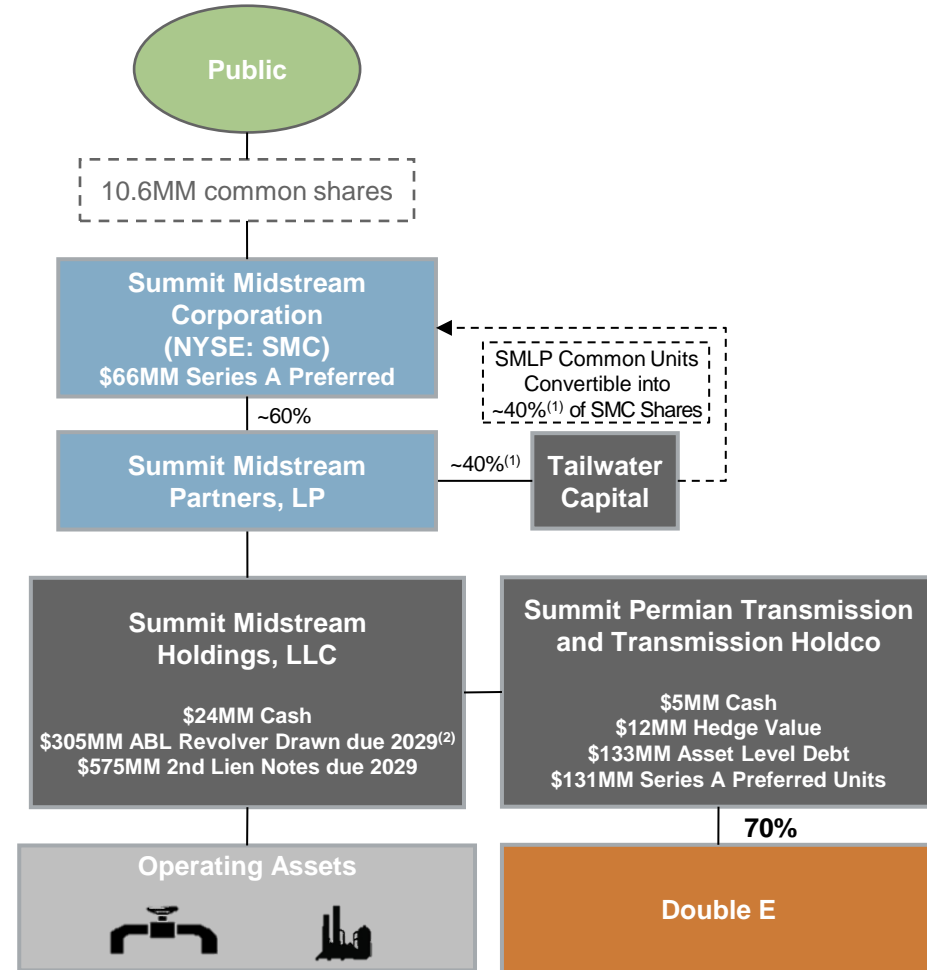 Public
10.6MM common shares
Summit Midstream
Corporation
(NYSE: SMC)
$66MM Series A Preferred
SMLP Common Units
Convertible into
~40%(1) of SMC Shares
~60%
Summit Midstream
Partners, LP
~40%(1)
Tailwater
Capital
Summit Midstream
Holdings, LLC
$24MM Cash
$305MM ABL Revolver Drawn due 2029(2)
$575MM 2nd Lien Notes due 2029
Summit Permian Transmission
and Transmission Holdco
$5MM Cash
$12MM Hedge Value
$133MM Asset Level Debt
$131MM Series A Preferred Units
70%
Operating Assets
Double E